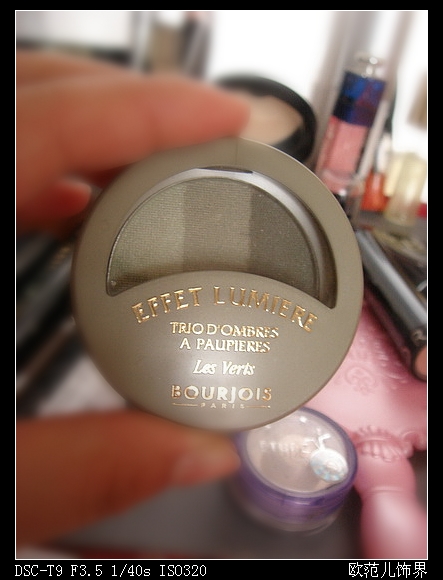 EFFET LUMIERE
TRIO D'OMBRES
A PAUPIERES
Les Verts
BOURJOIS
PARIS
DSC-T9 F3.5 1/40s ISO320 欧范儿饰界